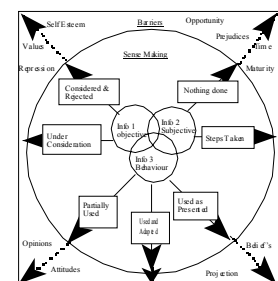 Barriers
Opportunity
Self Esteem
Prejudices
Values
Time
Sense Making
Repression
Maturity
Considered &
Rejected
Nothing done
Info 1
objective
Info 2
Subjective
Under
Consideration
Steps Taken
Info 3
Behaviour
Partially
Used
Used and
Adapted
Used as
Presented
Opinions
Beliefs
Attitudes
Projection